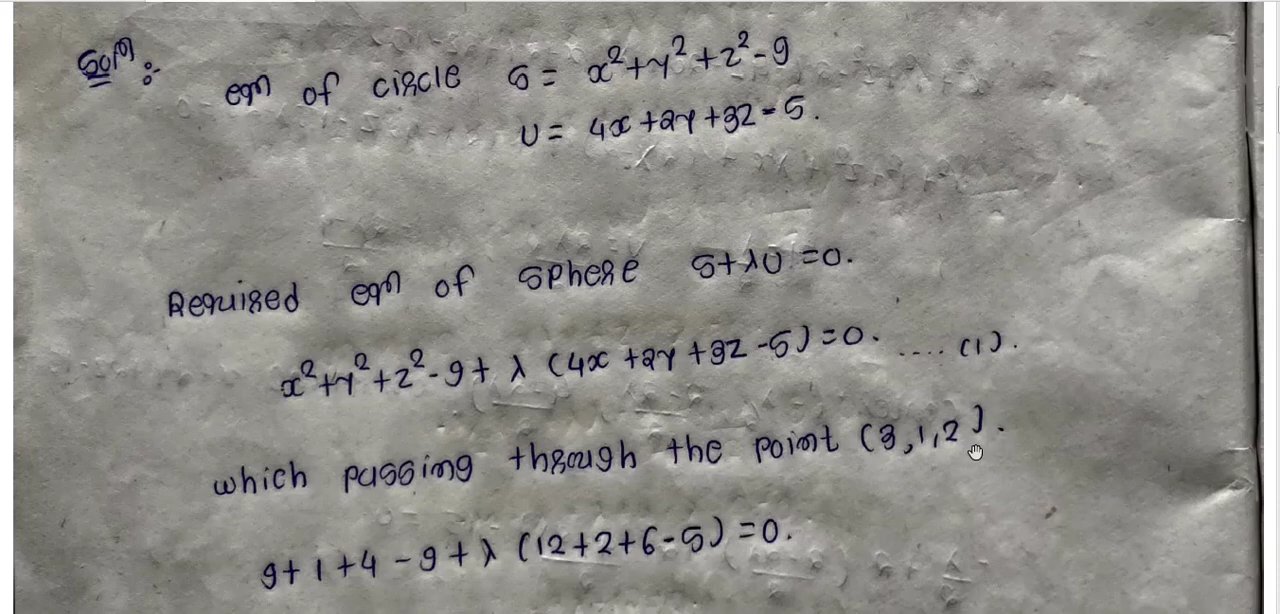 Soln :-
eqn of circle S = x²+y²+z²-9
U = 4x+2y+3z-5.
Required eqn of sphere S+λU=0.
x²+y²+z²-9+λ(4x+2y+3z-5)=0. .... (1).
which passing through the point (3,1,2).
9+1+4-9+λ(12+2+6-5)=0.